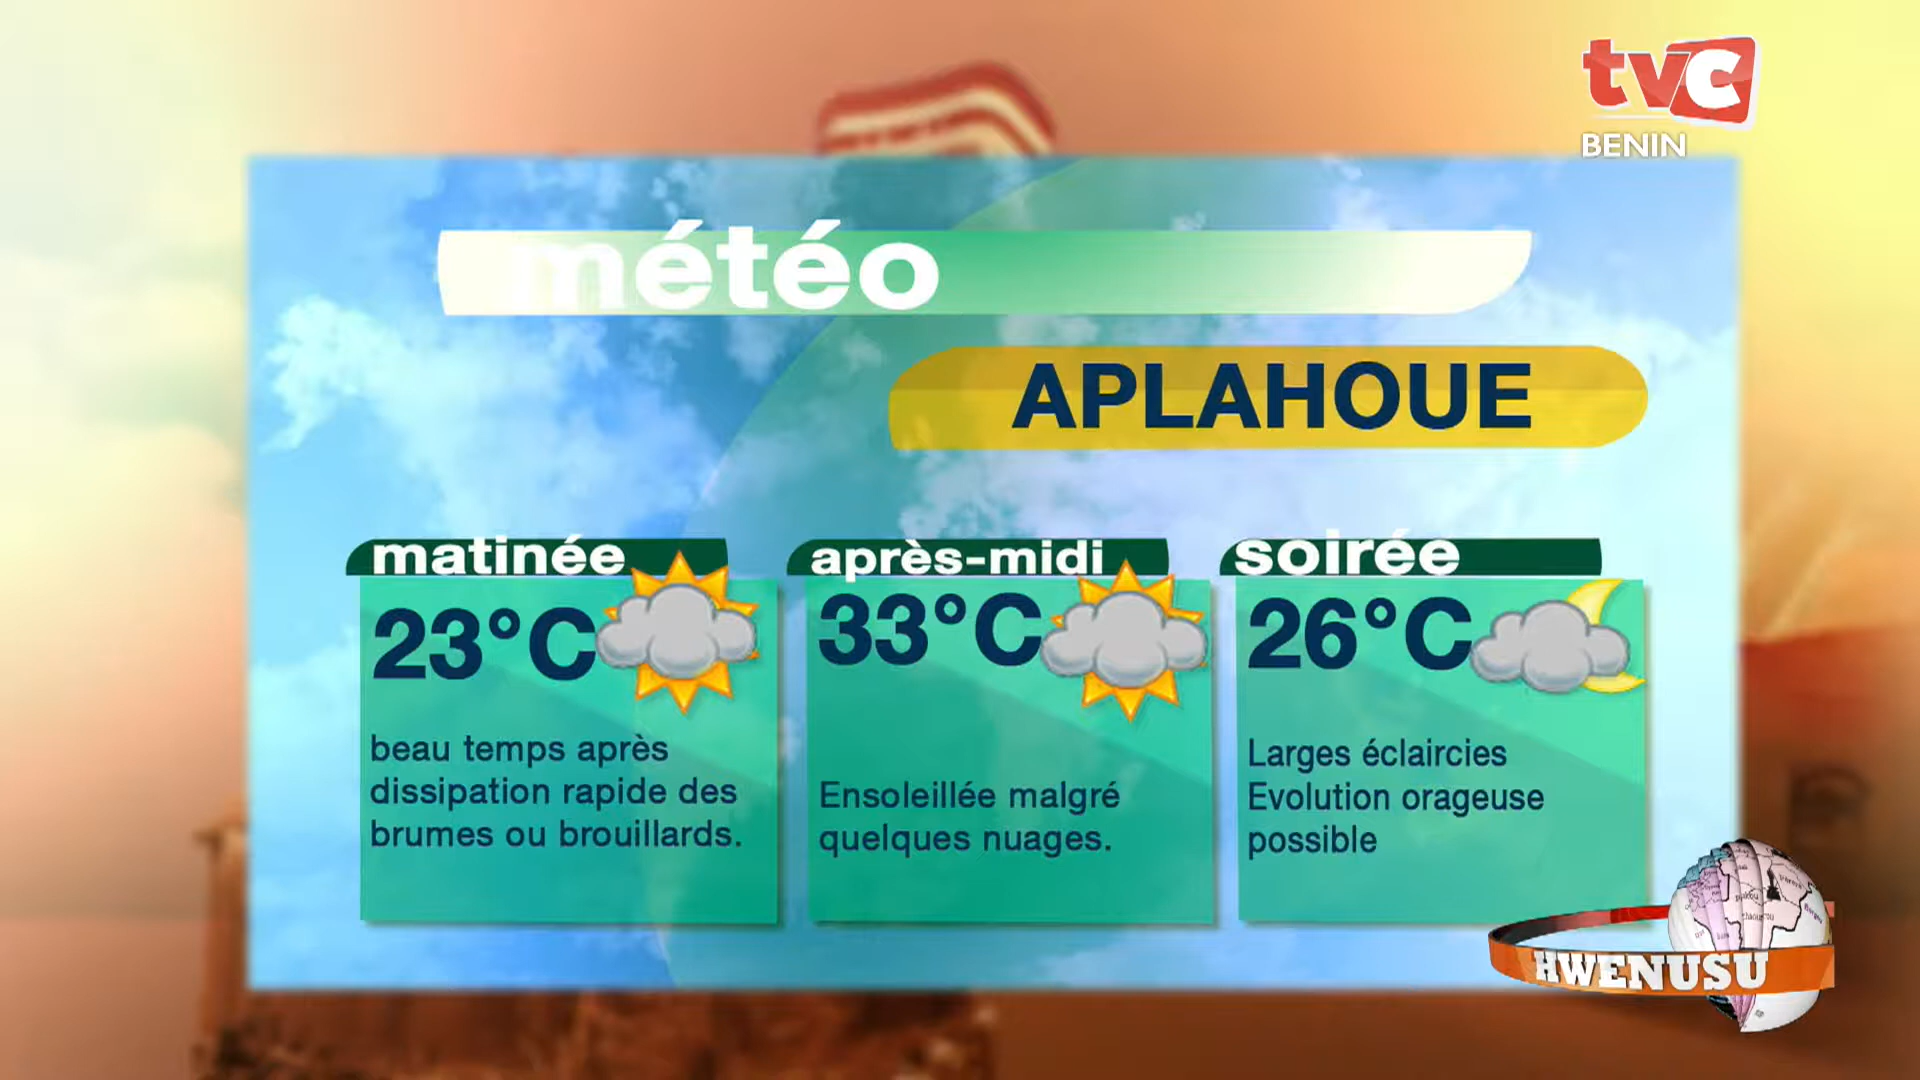 tvc
BENIN
météo
APLAHOUE
matinée
23°C
beau temps après
dissipation rapide des
brumes ou brouillards.
après-midi
33°C
Ensoleillée malgré
quelques nuages.
soirée
26°C
Larges éclaircies
Evolution orageuse
possible
HWENUSU